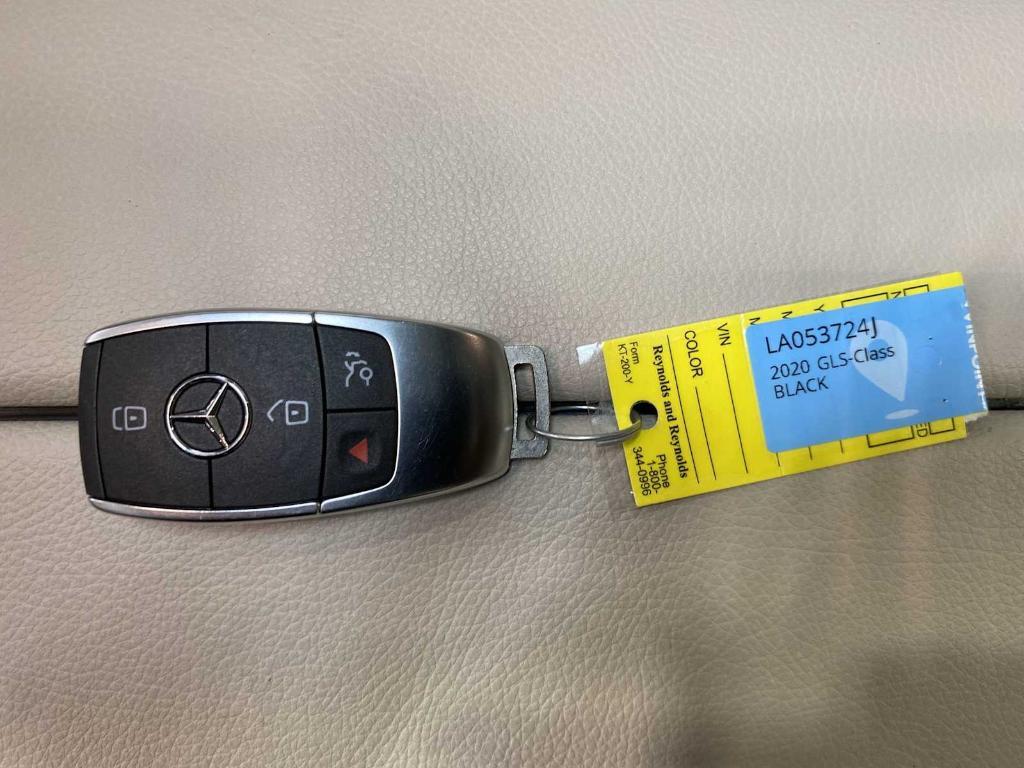 LA053724J
2020 GLS-Class
BLACK
VIN
COLOR
Reynolds and Reynolds
Form
KT-200-Y
Phone
1-800-
344-0996